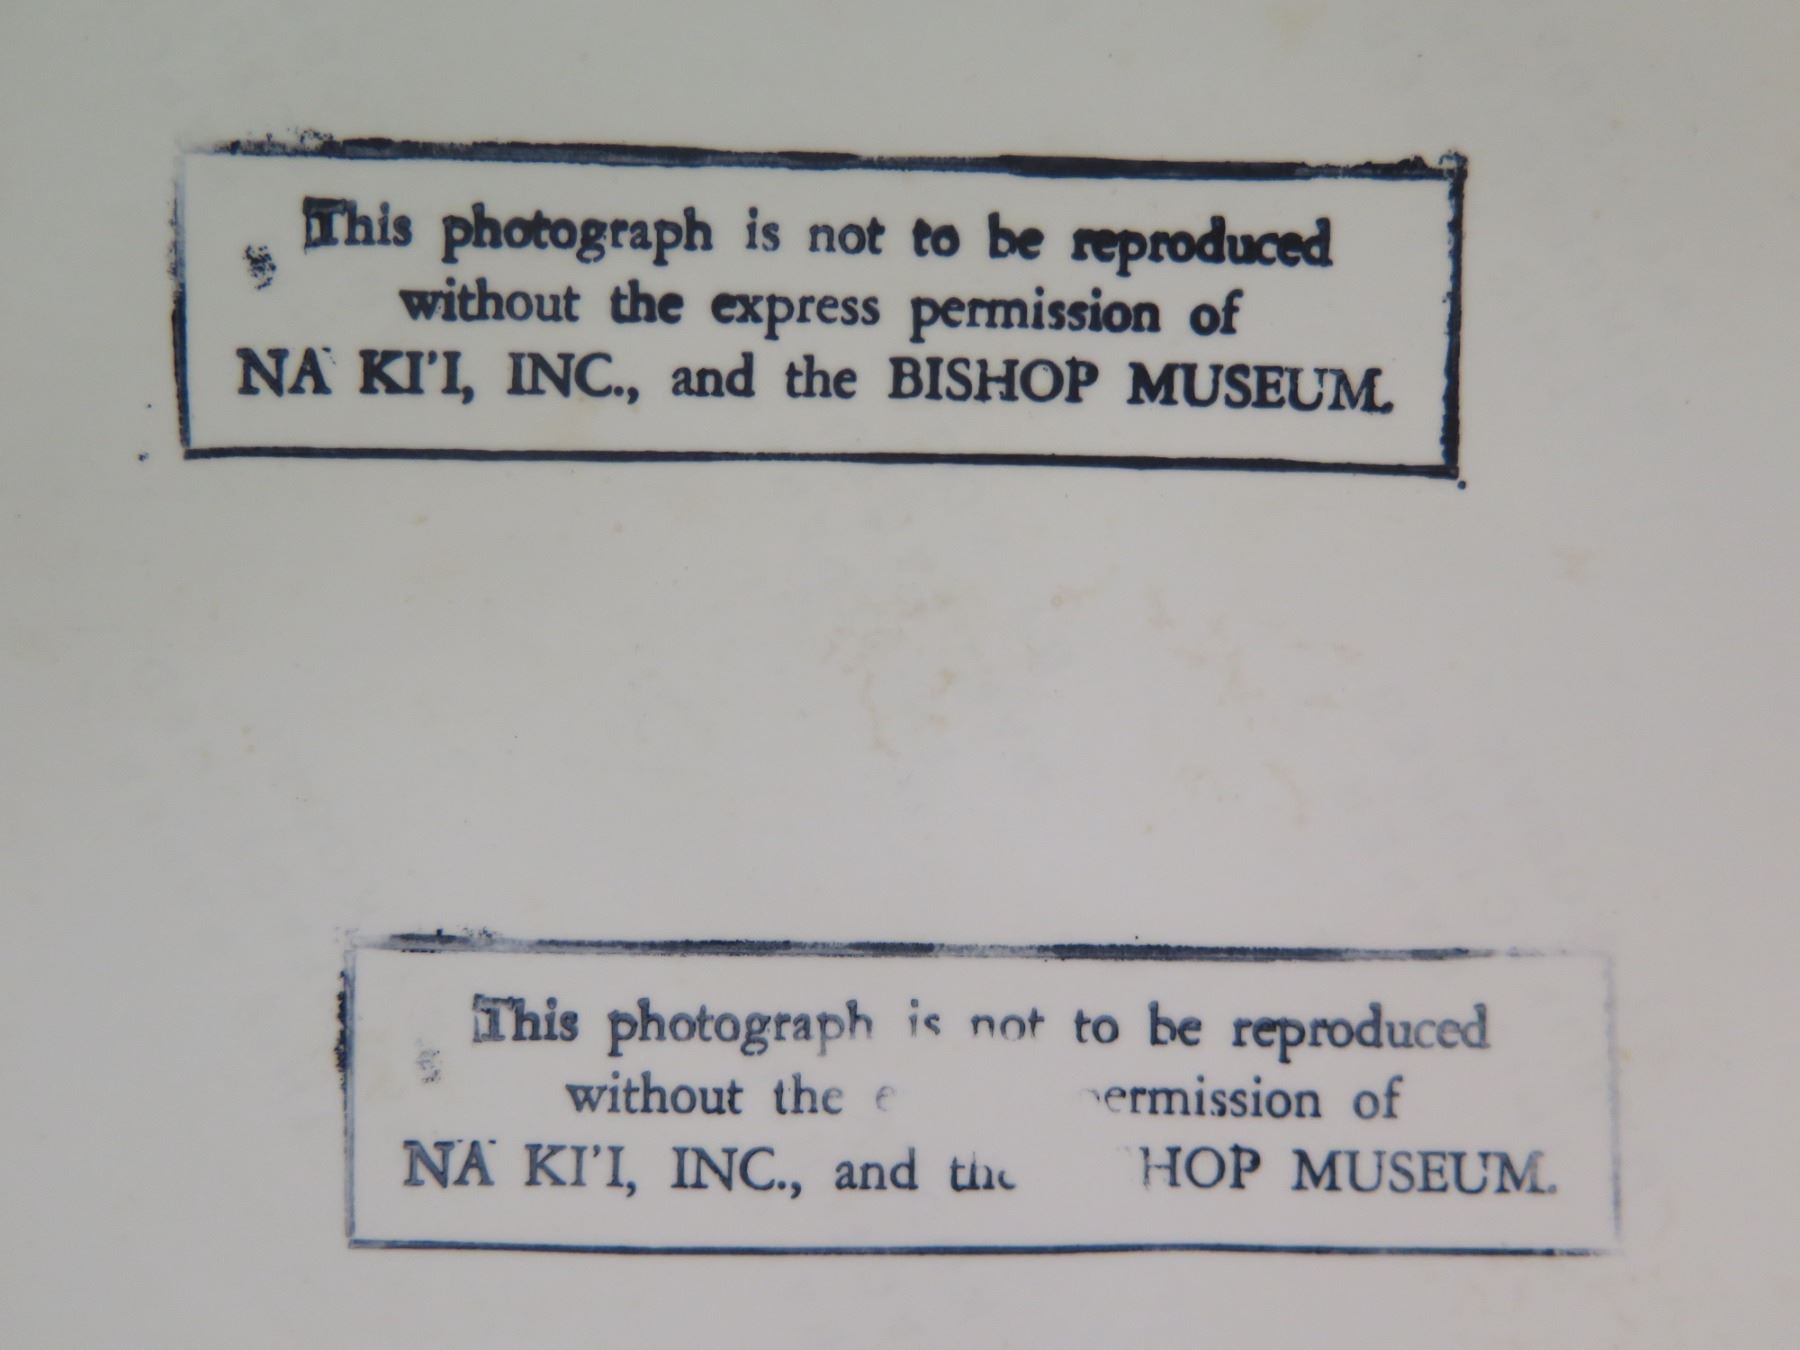 This photograph is not to be reproduced
without the express permission of
NA KI'I, INC., and the BISHOP MUSEUM.
This photograph is not to be reproduced
without the permission of
NA KI'I, INC., and the MUSEUM.